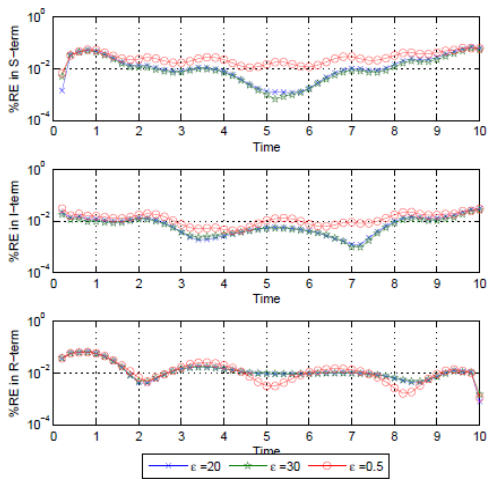 10^0
10^-2
10^-4
%RE in S-term
0 1 2 3 4 5 6 7 8 9 10
Time
10^0
10^-2
10^-4
%RE in I-term
0 1 2 3 4 5 6 7 8 9 10
Time
10^0
10^-2
10^-4
%RE in R-term
0 1 2 3 4 5 6 7 8 9 10
Time
ε =20 ε =30 ε =0.5